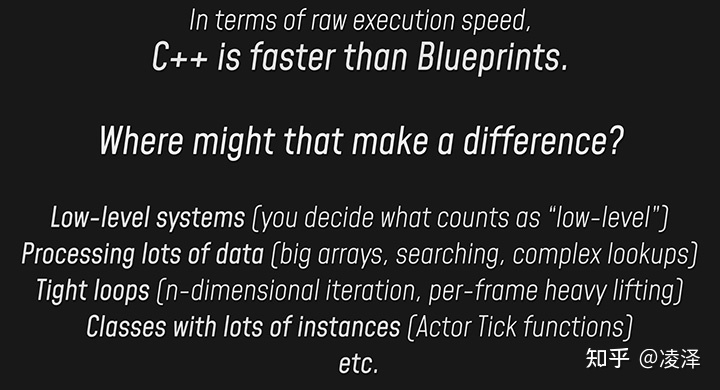 In terms of raw execution speed,
C++ is faster than Blueprints.
Where might that make a difference?
Low-level systems (you decide what counts as “low-level”)
Processing lots of data (big arrays, searching, complex lookups)
Tight loops (n-dimensional iteration, per-frame heavy lifting)
Classes with lots of instances (Actor Tick functions)
etc.
知乎 @凌泽